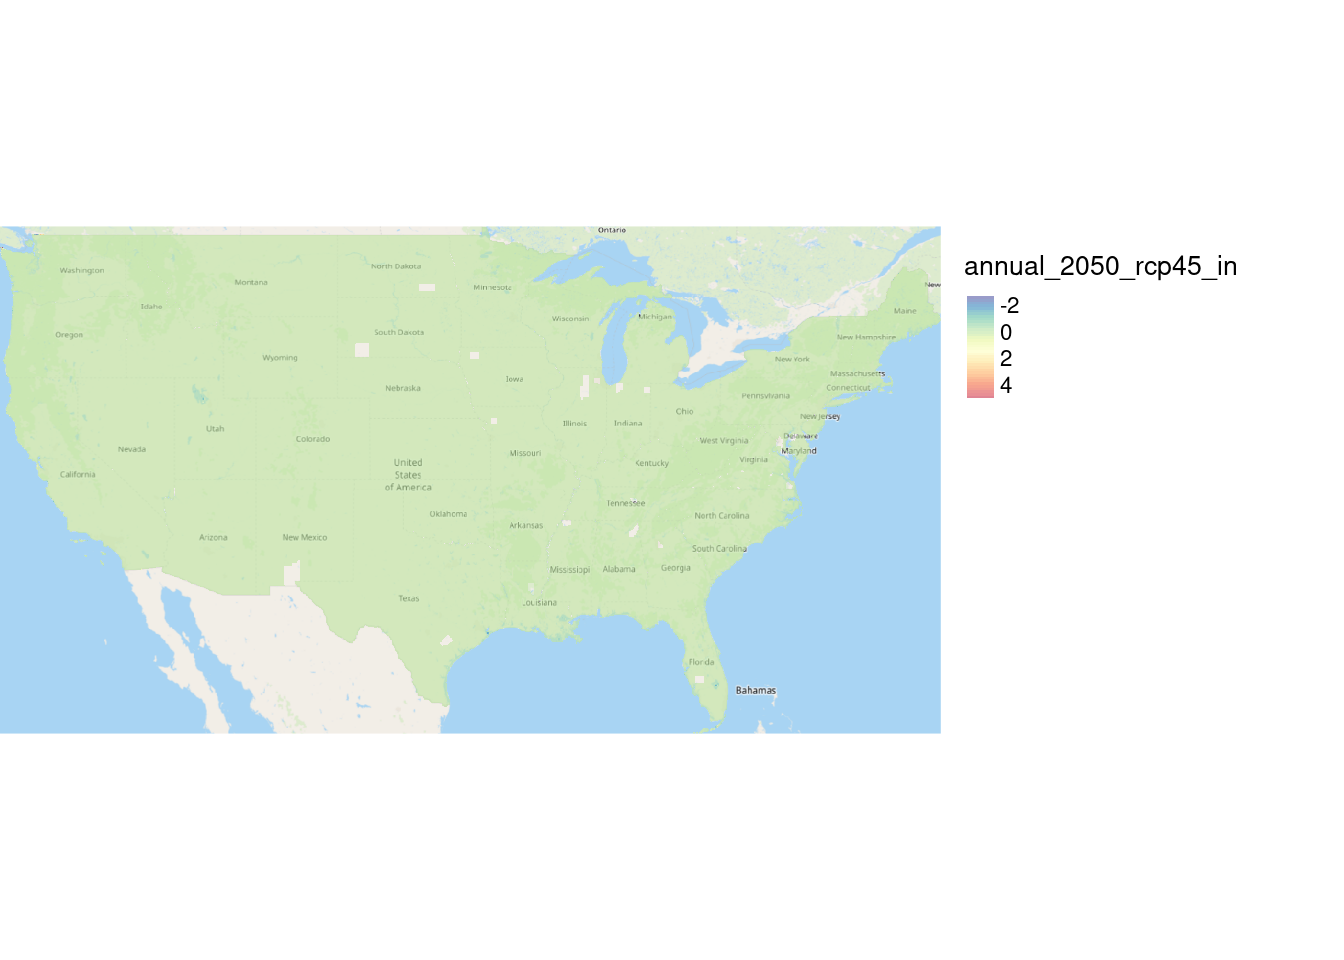 Ontario
Washington
Montana
North Dakota
Minnesota
New
Idaho
Oregon
South Dakota
Wisconsin
Michigan
Maine
New Hampshire
Wyoming
New York
Massachusetts
Connecticut
Nebraska
Iowa
Pennsylvania
Ohio
New Jersey
Utah
Colorado
Illinois
Indiana
West Virginia
Delaware
Nevada
Maryland
California
United
States
of America
Missouri
Kentucky
Virginia
Oklahoma
Tennessee
North Carolina
Arkansas
Arizona
New Mexico
South Carolina
Mississippi
Alabama
Georgia
Texas
Louisiana
Florida
Bahamas
annual_2050_rcp45_in
-2
0
2
4